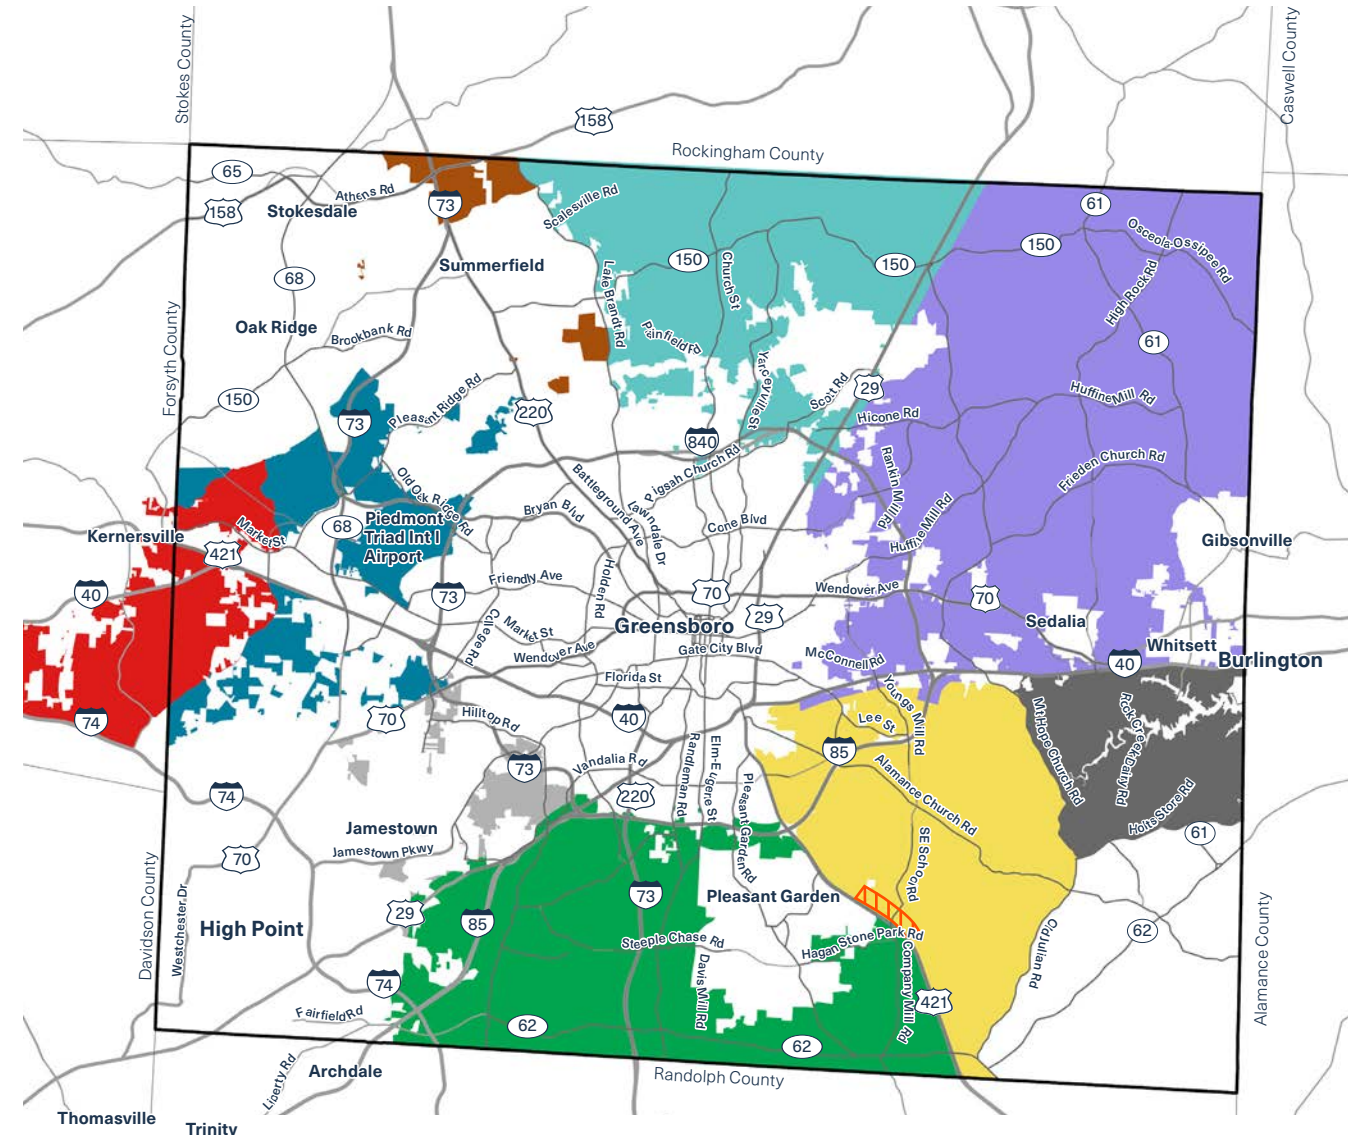 Stokes County
Caswell County
158
Rockingham County
65
Athens Rd
158
Stokesdale
73
Scalesville Rd
61
Osceola-Ossipee Rd
150
150
150
Church St
Summerfield
68
Lake Brandt Rd
High Rock Rd
Forsyth County
Oak Ridge
Brookbank Rd
61
Yanceyville St
Scott Rd
29
Huffine Mill Rd
150
Pleasant Ridge Rd
73
220
Hicone Rd
840
Pisgah Church Rd
Frieden Church Rd
Rankin Mill Rd
Old Oak Ridge Rd
Battleground Ave
Lawndale Dr
Bryan Blvd
Cone Blvd
Huffine Mill Rd
68
Piedmont
Triad Int l
Airport
Market St
Kernersville
421
Gibsonville
40
73
Friendly Ave
Holden Rd
70
Wendover Ave
70
29
Sedalia
College Rd
Market St
Greensboro
Wendover Ave
Gate City Blvd
McConnell Rd
Whitsett
40
Burlington
Florida St
Youngs Mill Rd
74
70
Hilltop Rd
40
Lee St
Mt Hope Church Rd
Rock Creek Dairy Rd
85
73
Vandalia Rd
Randleman Rd
Elm-Eugene St
Pleasant Garden Rd
Alamance Church Rd
74
220
Holts Store Rd
61
Jamestown
Jamestown Pkwy
70
SE School Rd
Davidson County
Westchester Dr
High Point
29
85
73
Pleasant Garden
Steeple Chase Rd
Hagan Stone Park Rd
62
Alamance County
74
Davis Mill Rd
Company Mill Rd
421
Old Julian Rd
Fairfield Rd
62
62
Liberty Rd
Archdale
Randolph County
Thomasville
Trinity